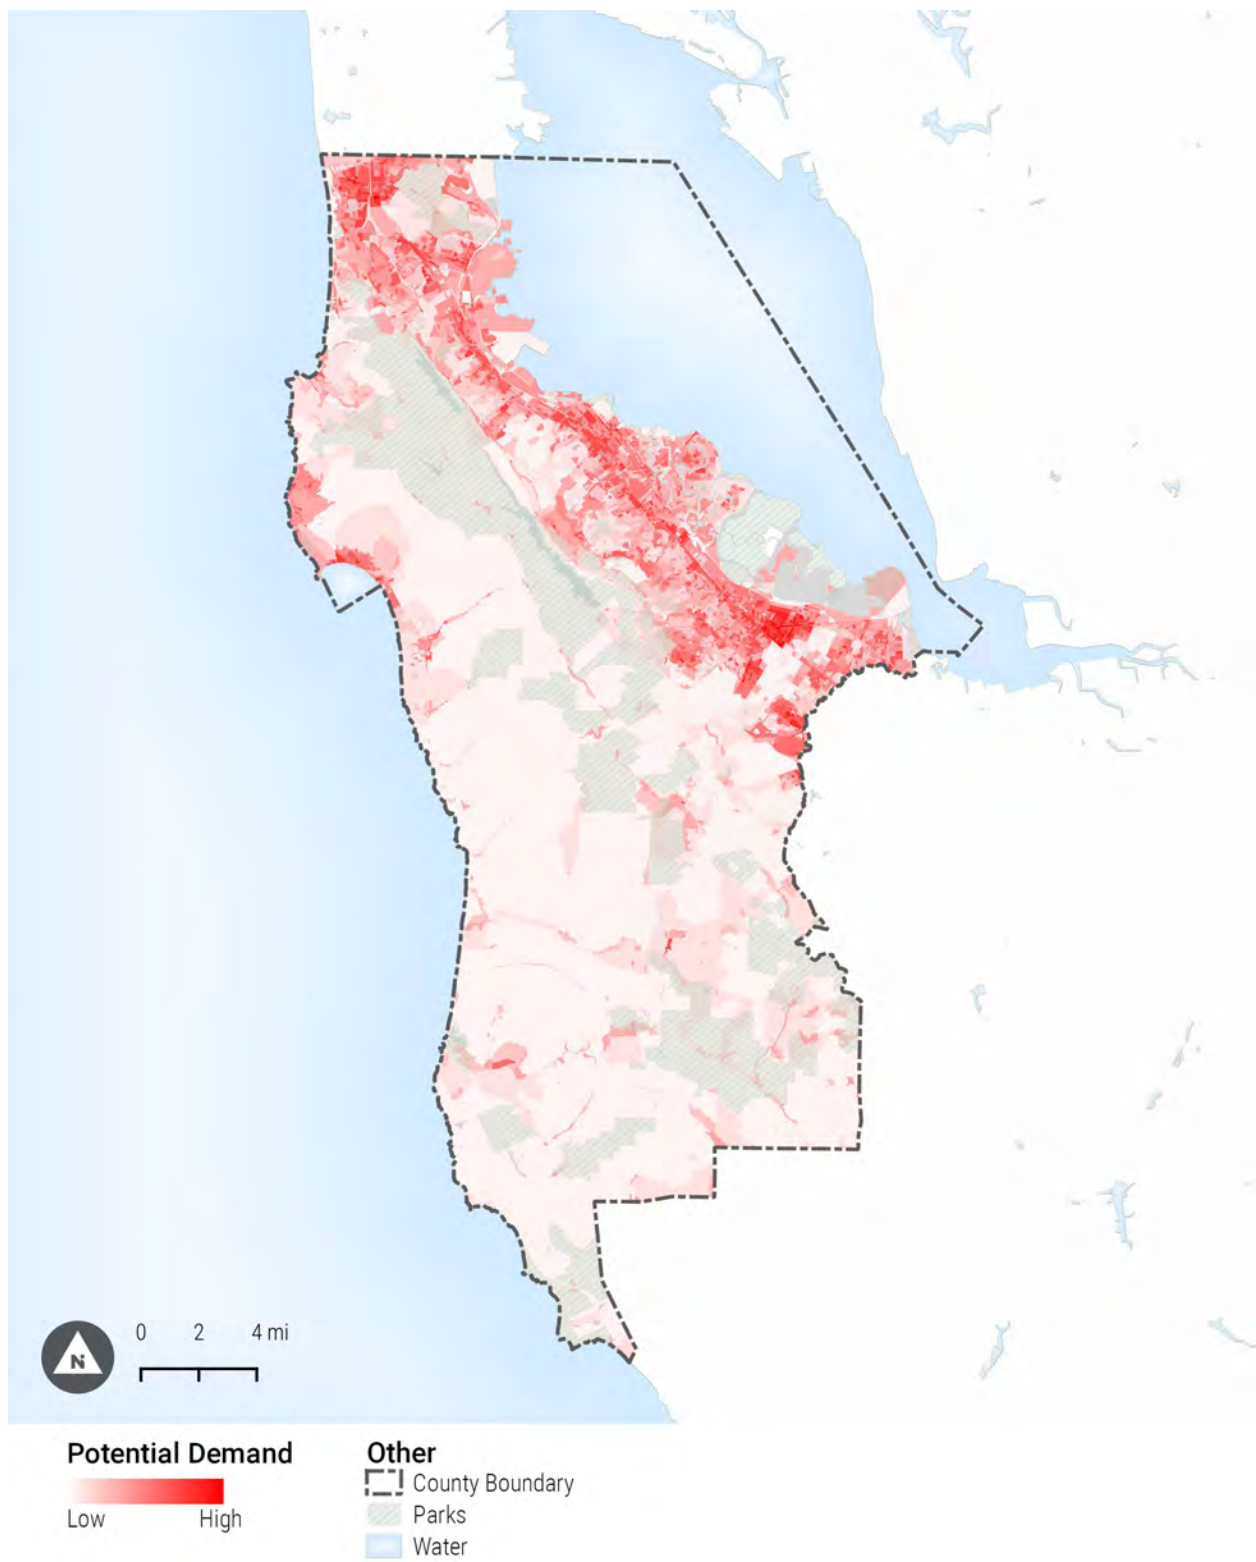 N
0 2 4 mi
Potential Demand
Low High
Other
County Boundary
Parks
Water